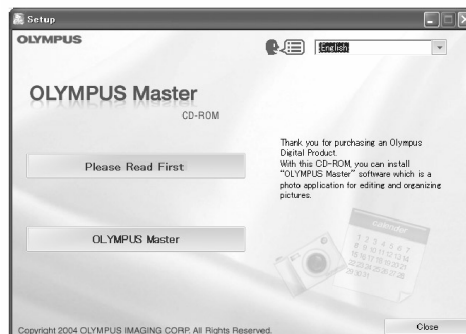 Setup
OLYMPUS
English
OLYMPUS Master
CD-ROM
Please Read First
OLYMPUS Master
Thank you for purchasing an Olympus
Digital Product.
With this CD-ROM, you can install
"OLYMPUS Master" software which is a
photo application for editing and organizing
pictures.
calendar
Copyright 2004 OLYMPUS IMAGING CORP. All Rights Reserved.
Close